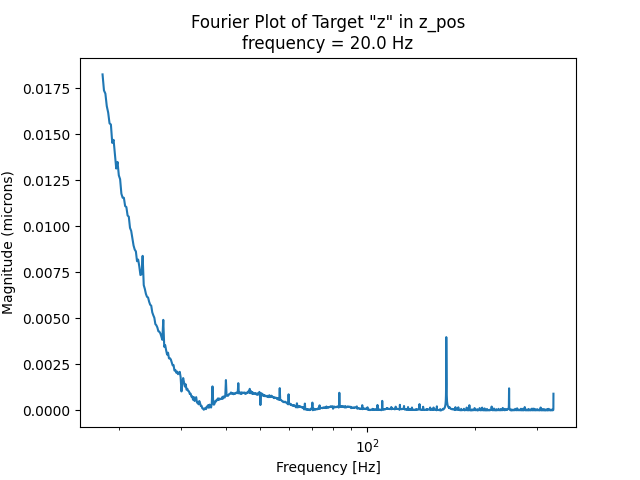 Fourier Plot of Target "z" in z_pos
frequency = 20.0 Hz
0.0175
0.0150
0.0125
0.0100
0.0075
0.0050
0.0025
0.0000
Magnitude (microns)
10²
Frequency [Hz]